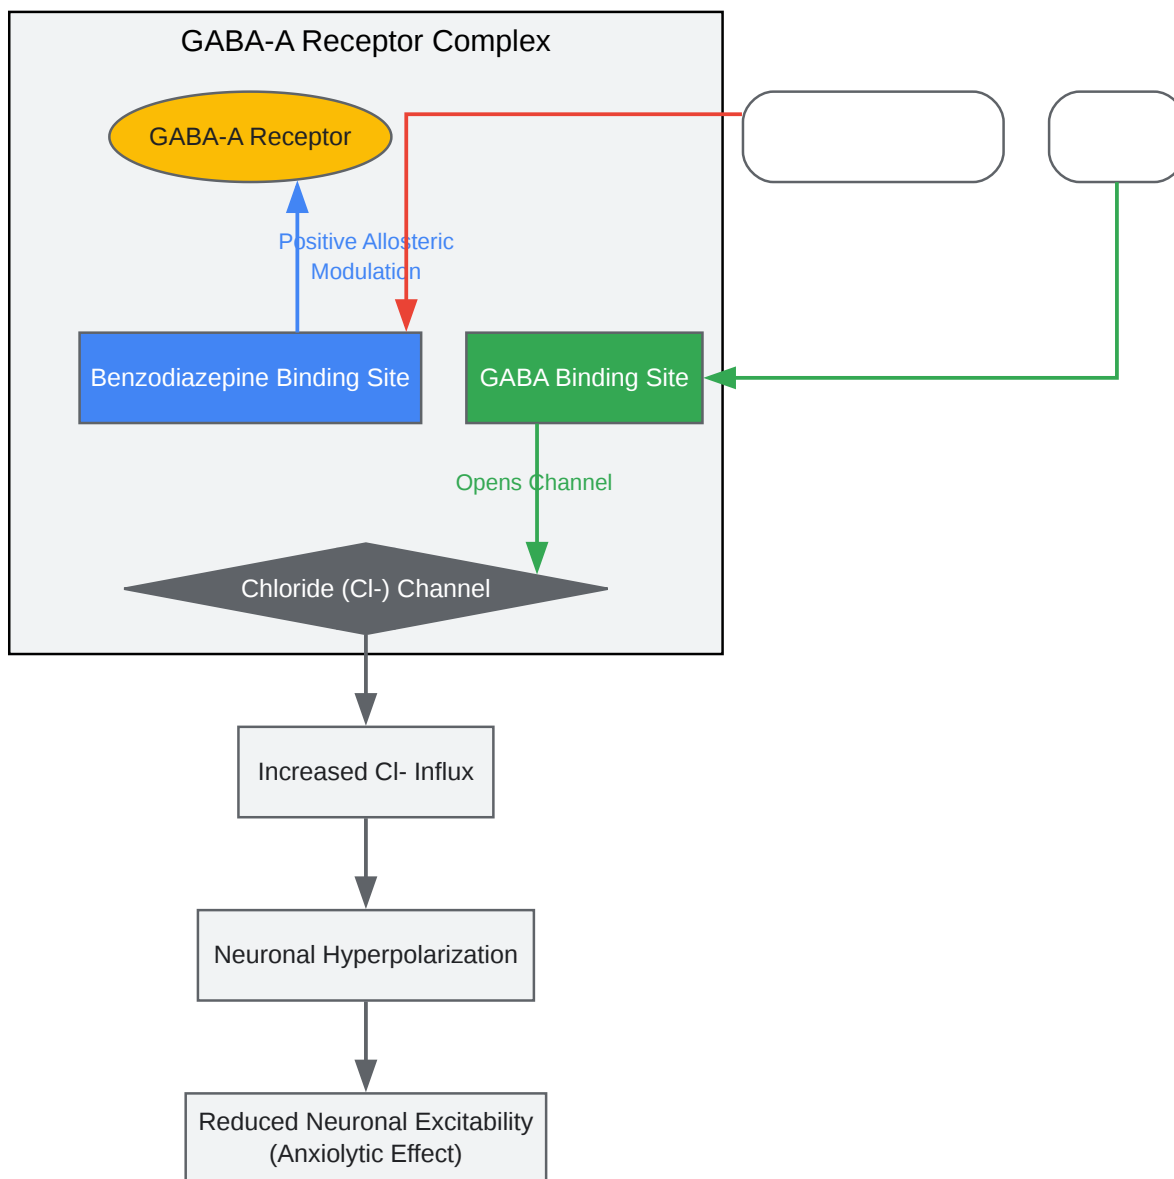 GABA-A Receptor Complex
GABA-A Receptor
Positive Allosteric
Modulation
Benzodiazepine Binding Site
GABA Binding Site
Opens Channel
Chloride (Cl-) Channel
Increased Cl- Influx
Neuronal Hyperpolarization
Reduced Neuronal Excitability
(Anxiolytic Effect)